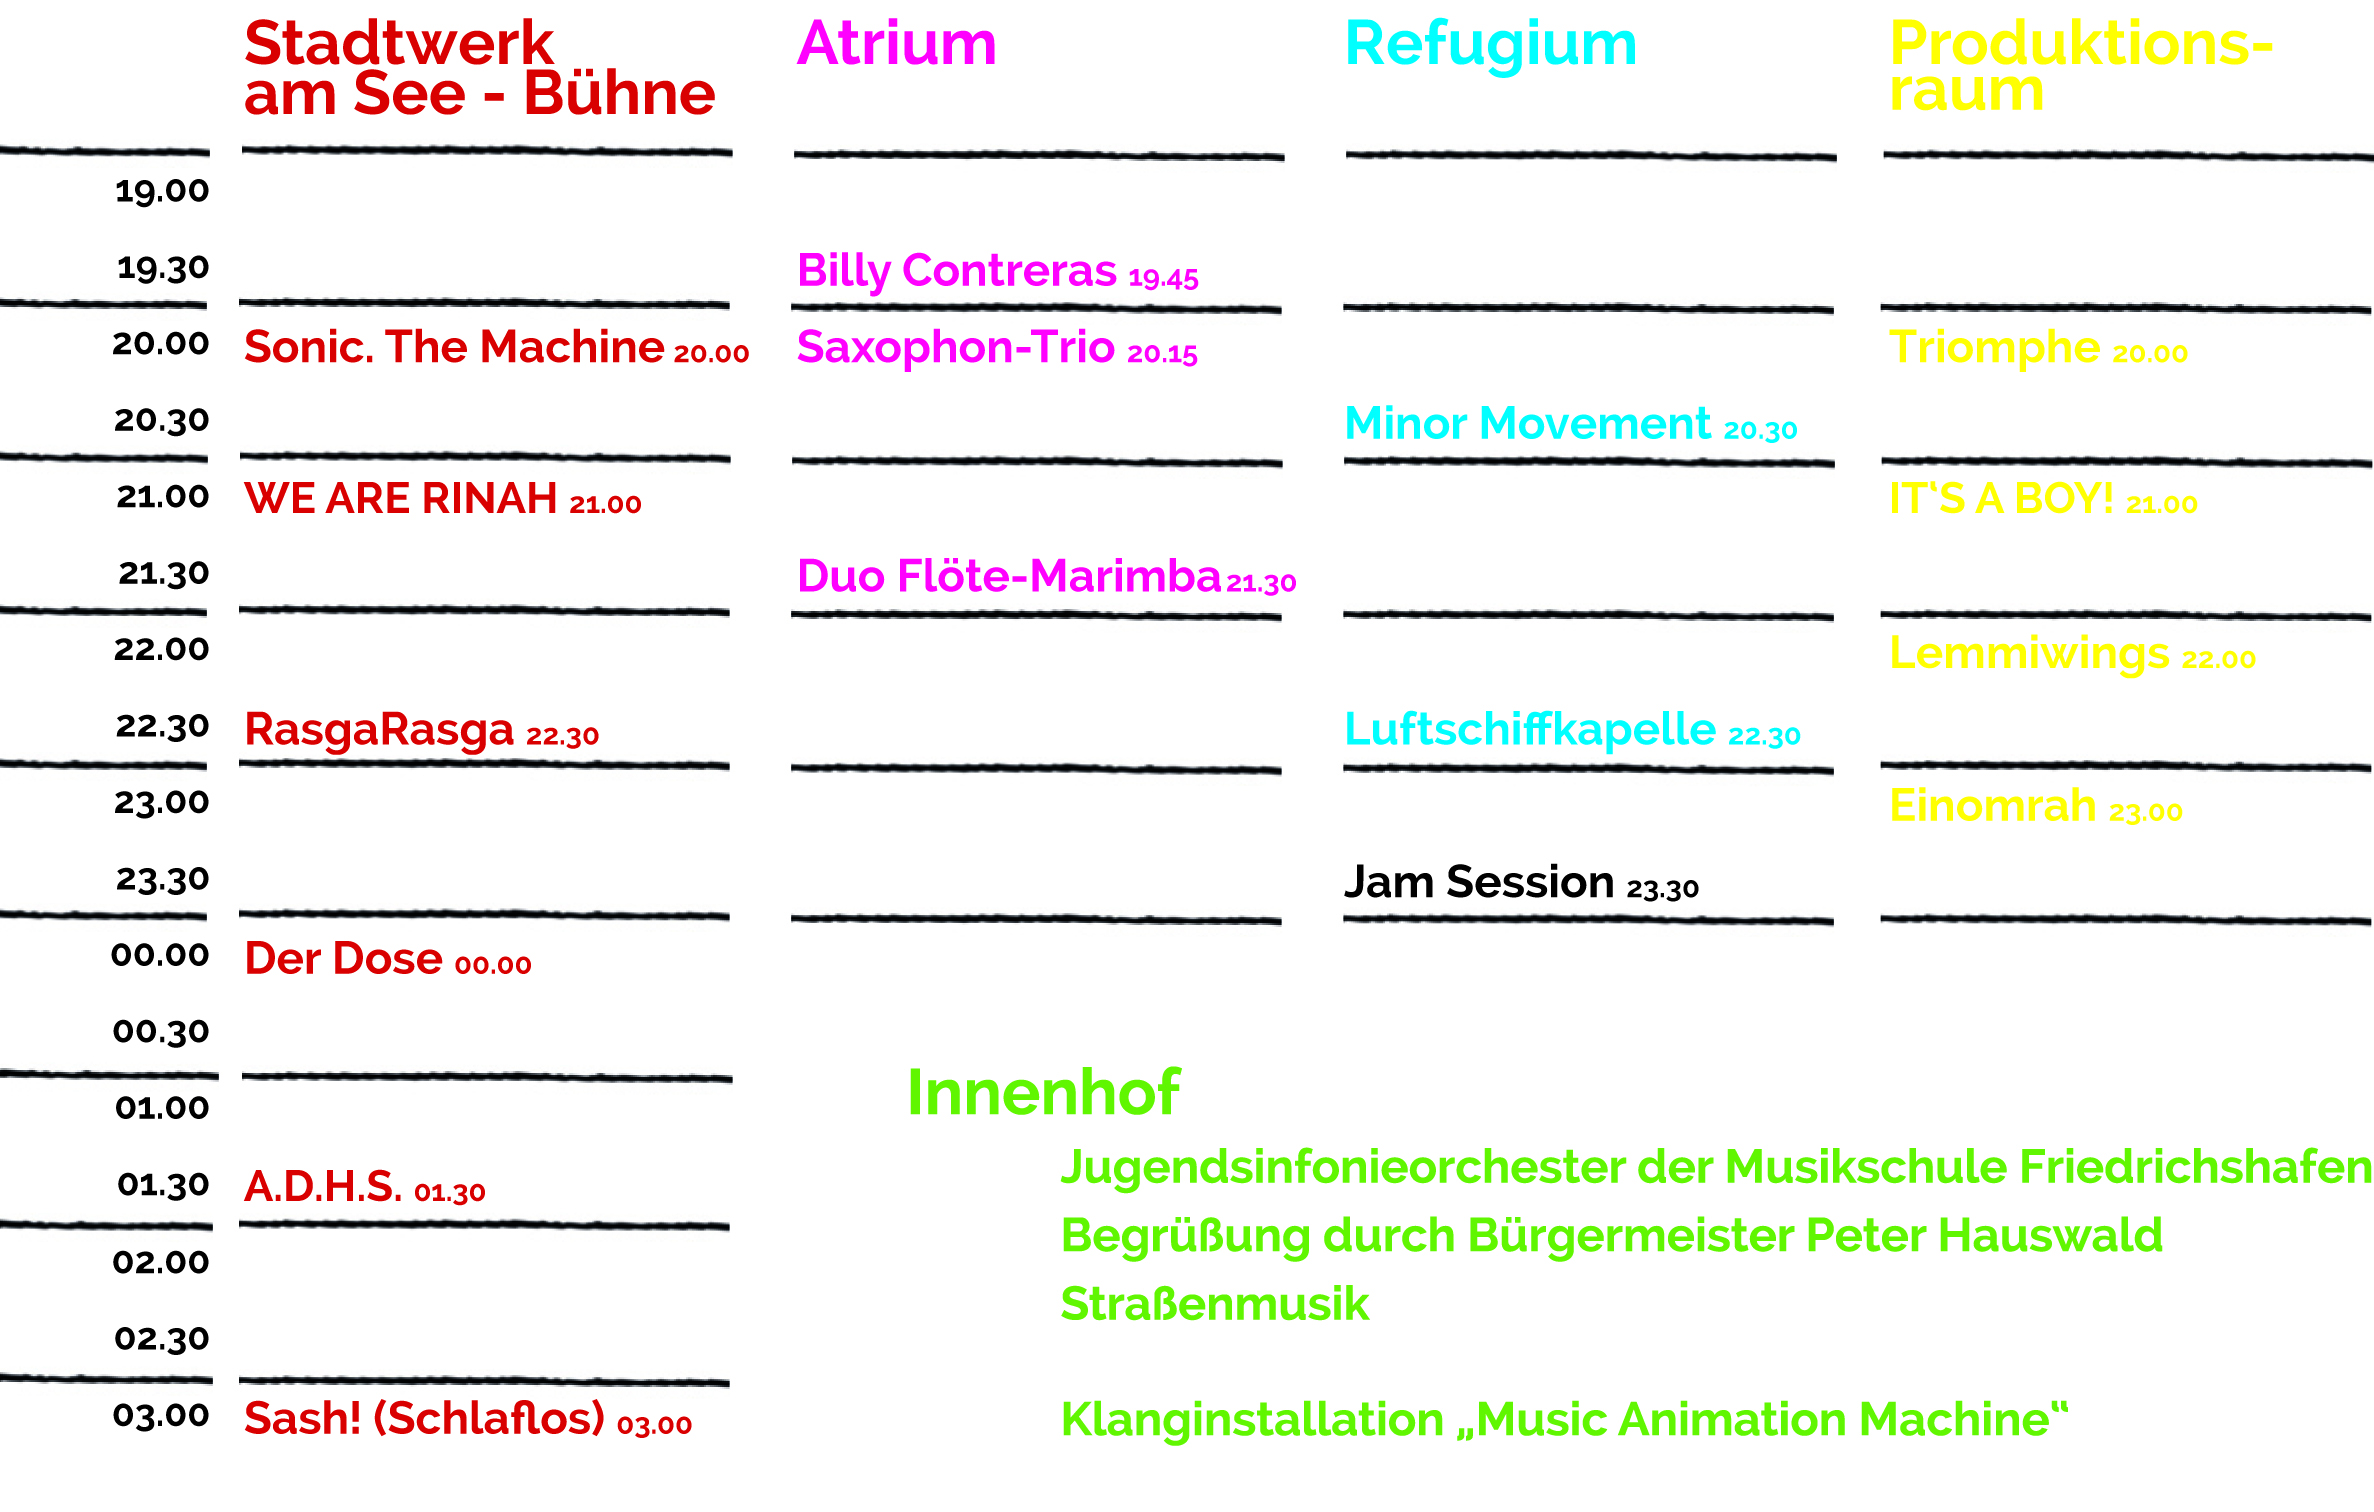 Stadtwerk
am See - Bühne
Atrium
Refugium
Produktions-
raum
19.00
19.30 Billy Contreras 19.45
20.00 Sonic. The Machine 20.00 Saxophon-Trio 20.15 Triomphe 20.00
20.30 Minor Movement 20.30
21.00 WE ARE RINAH 21.00 IT'S A BOY! 21.00
21.30 Duo Flöte-Marimba 21.30
22.00 Lemmiwings 22.00
22.30 RasgaRasga 22.30 Luftschiffkapelle 22.30
23.00 Einomrah 23.00
23.30 Jam Session 23.30
00.00 Der Dose 00.00
00.30
01.00
01.30 A.D.H.S. 01.30
02.00
02.30
03.00 Sash! (Schlaflos) 03.00
Innenhof
Jugendsinfonieorchester der Musikschule Friedrichshafen
Begrüßung durch Bürgermeister Peter Hauswald
Straßenmusik
Klanginstallation „Music Animation Machine‟